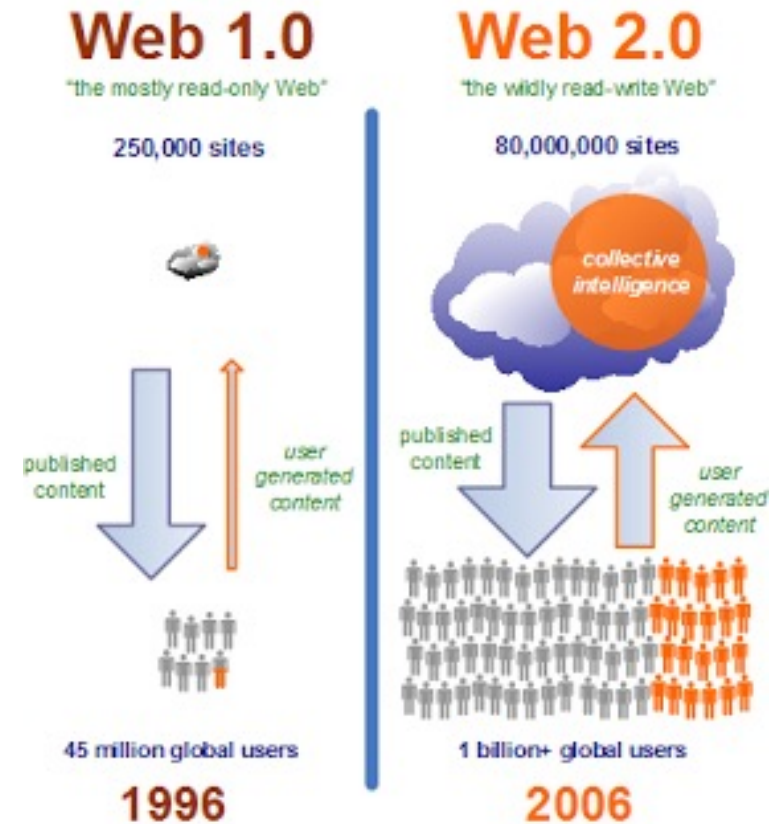 Web 1.0
"the mostly read-only Web"
250,000 sites
published
content
user
generated
content
45 million global users
1996
Web 2.0
"the wildly read-write Web"
80,000,000 sites
collective
intelligence
published
content
user
generated
content
1 billion+ global users
2006